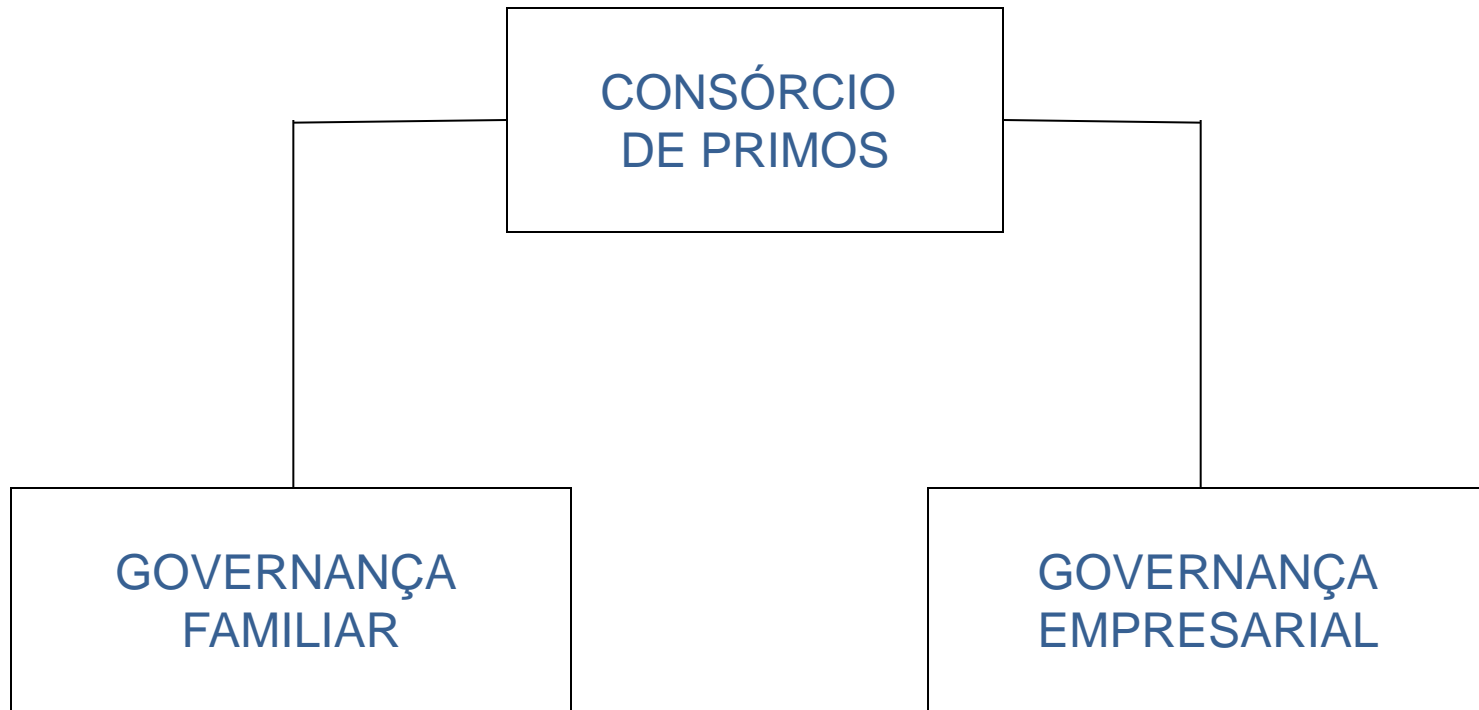 CONSÓRCIO
DE PRIMOS
GOVERNANÇA
FAMILIAR
GOVERNANÇA
EMPRESARIAL